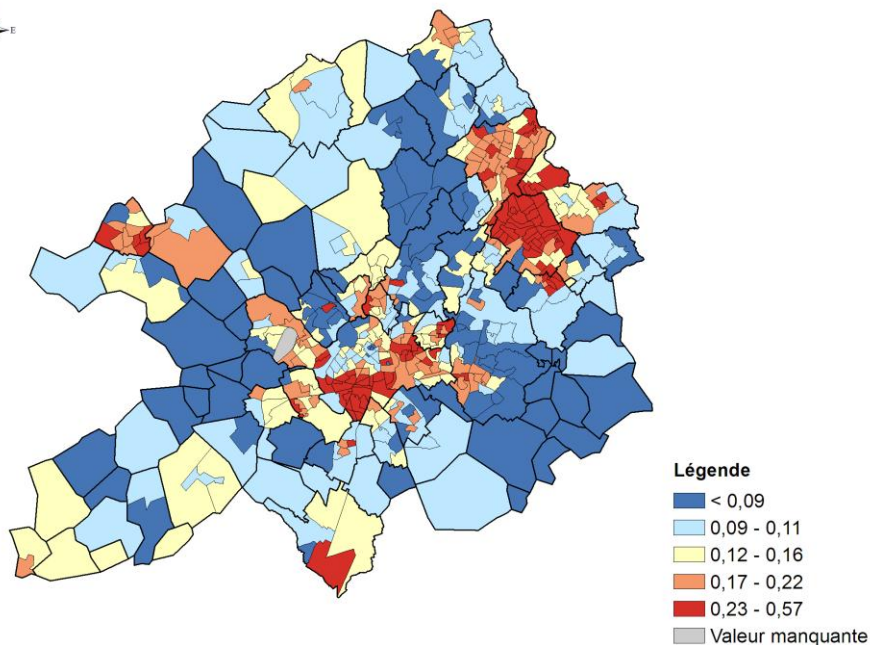 E
Légende
< 0,09
0,09 - 0,11
0,12 - 0,16
0,17 - 0,22
0,23 - 0,57
Valeur manquante